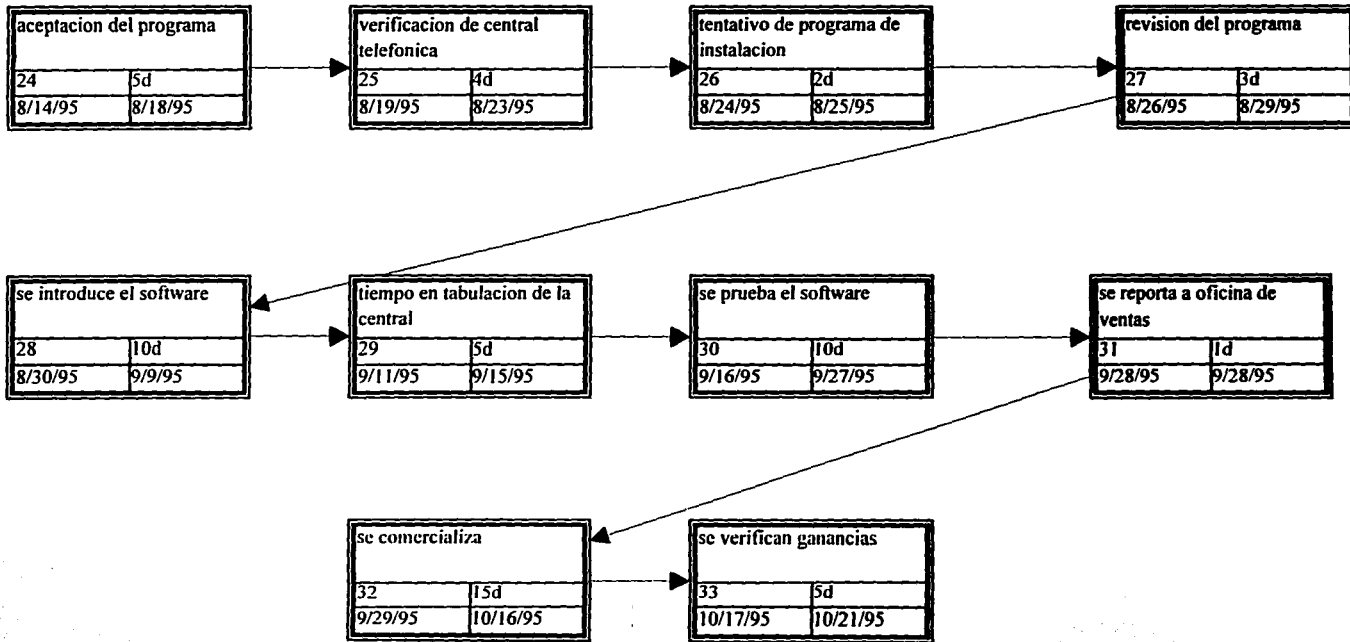 aceptacion del programa
24 5d
8/14/95 8/18/95
verificacion de central
telefonica
25 4d
8/19/95 8/23/95
tentativo de programa de
instalacion
26 2d
8/24/95 8/25/95
revision del programa
27 3d
8/26/95 8/29/95
se introduce el software
28 10d
8/30/95 9/9/95
tiempo en tabulacion de la
central
29 5d
9/11/95 9/15/95
se prueba el software
30 10d
9/16/95 9/27/95
se reporta a oficina de
ventas
31 1d
9/28/95 9/28/95
se comercializa
32 15d
9/29/95 10/16/95
se verifican ganancias
33 5d
10/17/95 10/21/95